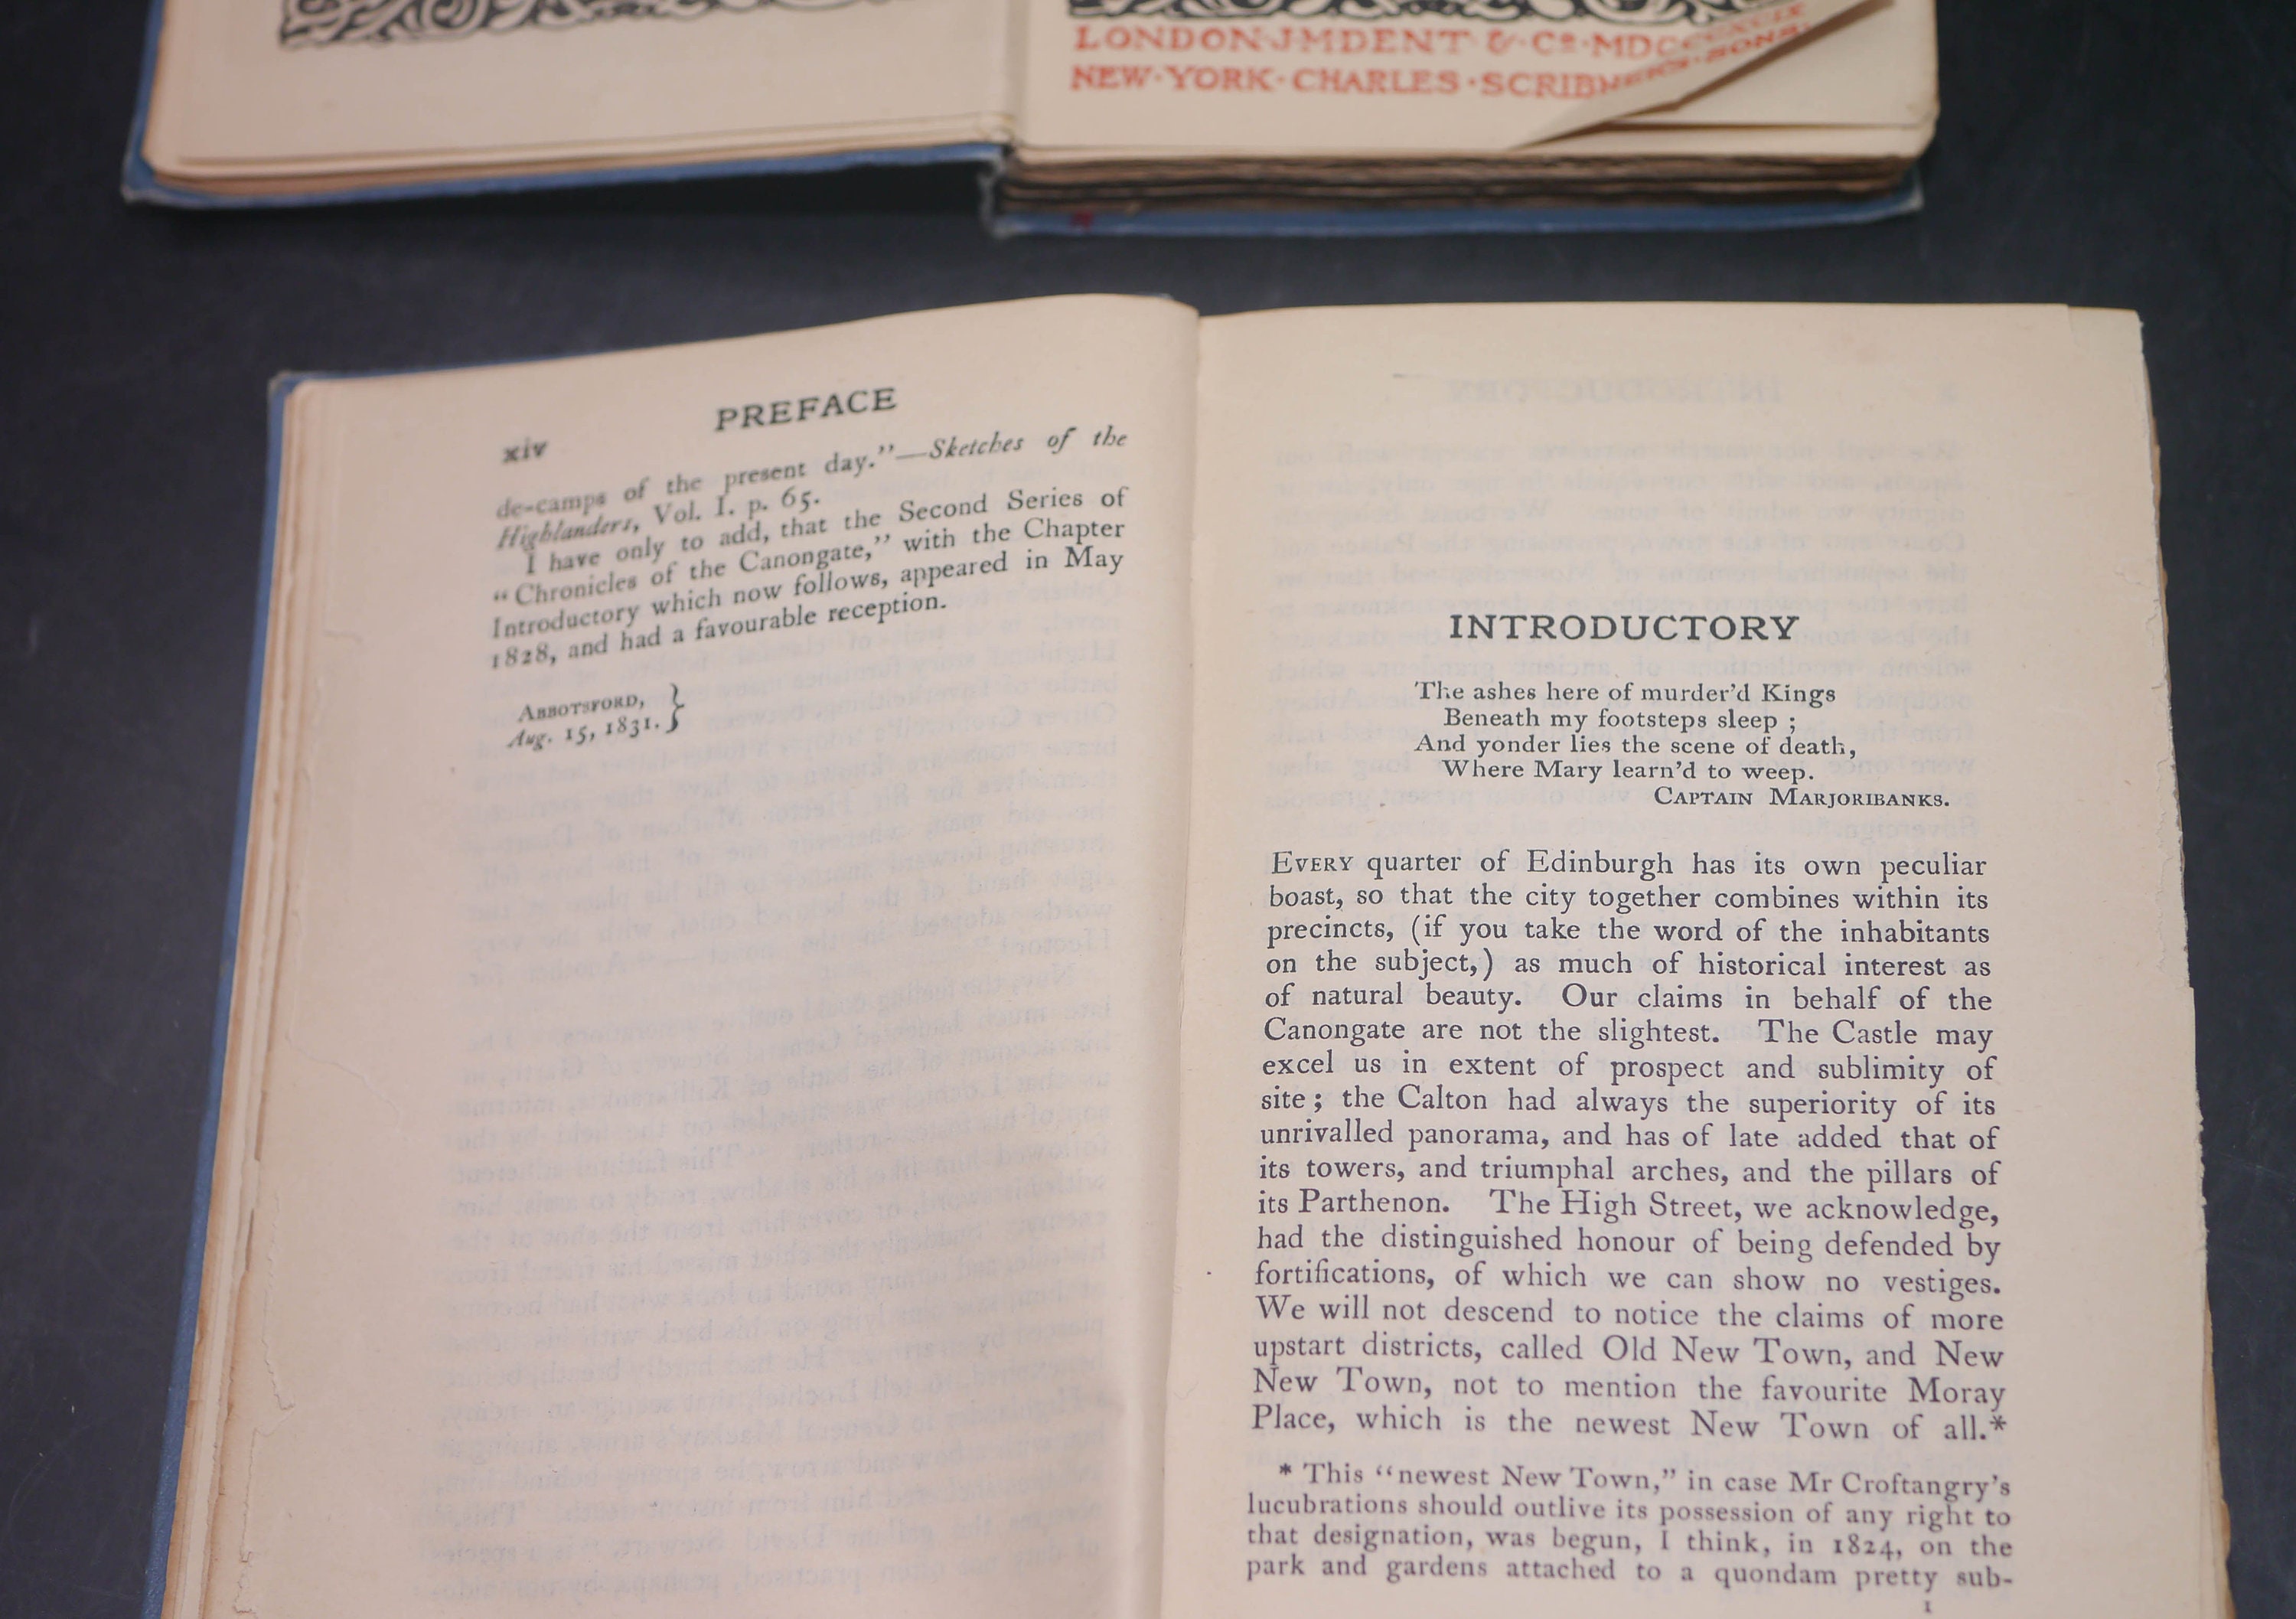 LONDON·J·M·DENT·&·Co·MDCCCXCIX
NEW·YORK·CHARLES·SCRIBNER'S·SONS
xiv
PREFACE
de-camps of the present day."—Sketches of the
Highlanders, Vol. I. p. 65.
I have only to add, that the Second Series of
"Chronicles of the Canongate," with the Chapter
Introductory which now follows, appeared in May
1828, and had a favourable reception.
Abbotsford, }
Aug. 15, 1831.
INTRODUCTORY
The ashes here of murder'd Kings
Beneath my footsteps sleep ;
And yonder lies the scene of death,
Where Mary learn'd to weep.
Captain Marjoribanks.
Every quarter of Edinburgh has its own peculiar
boast, so that the city together combines within its
precincts, (if you take the word of the inhabitants
on the subject,) as much of historical interest as
of natural beauty. Our claims in behalf of the
Canongate are not the slightest. The Castle may
excel us in extent of prospect and sublimity of
site ; the Calton had always the superiority of its
unrivalled panorama, and has of late added that of
its towers, and triumphal arches, and the pillars of
its Parthenon. The High Street, we acknowledge,
had the distinguished honour of being defended by
fortifications, of which we can show no vestiges.
We will not descend to notice the claims of more
upstart districts, called Old New Town, and New
New Town, not to mention the favourite Moray
Place, which is the newest New Town of all.*
* This "newest New Town," in case Mr Croftangry's
lucubrations should outlive its possession of any right to
that designation, was begun, I think, in 1824, on the
park and gardens attached to a quondam pretty sub-
1